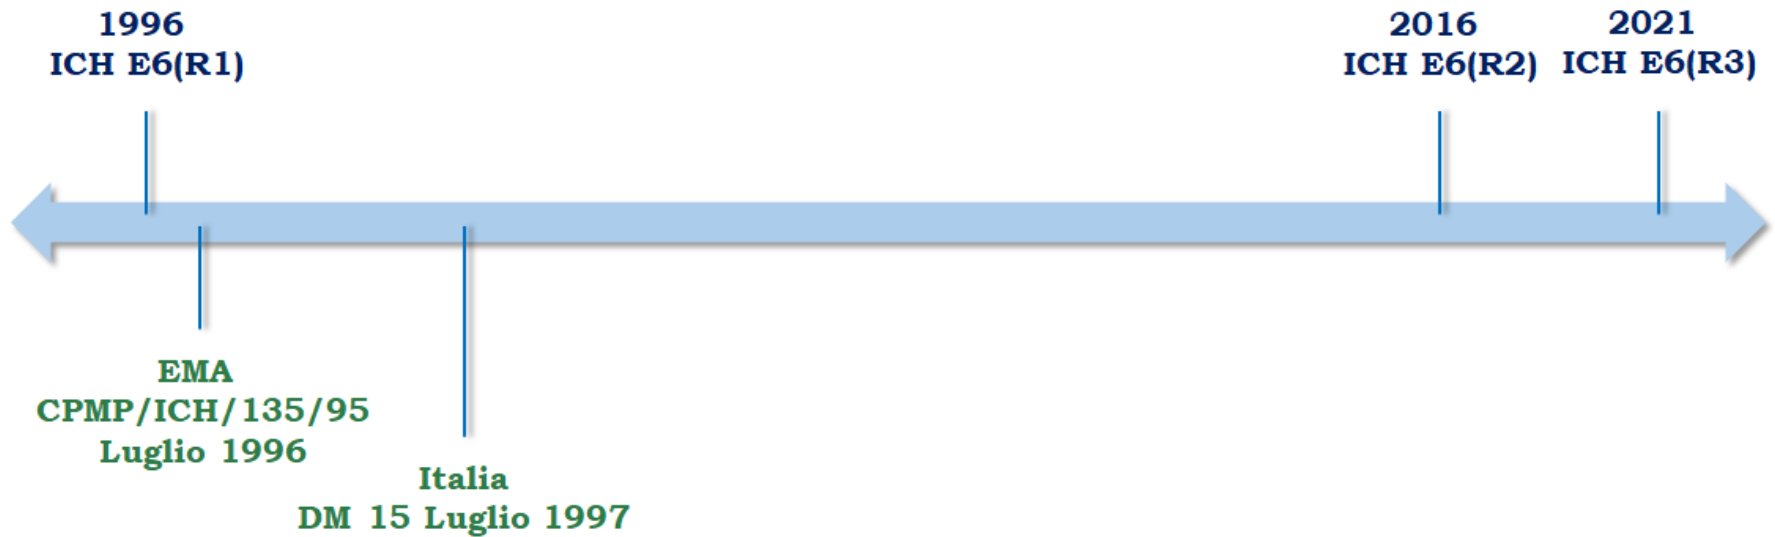 1996
ICH E6(R1)
2016
ICH E6(R2)
2021
ICH E6(R3)
EMA
CPMP/ICH/135/95
Luglio 1996
Italia
DM 15 Luglio 1997